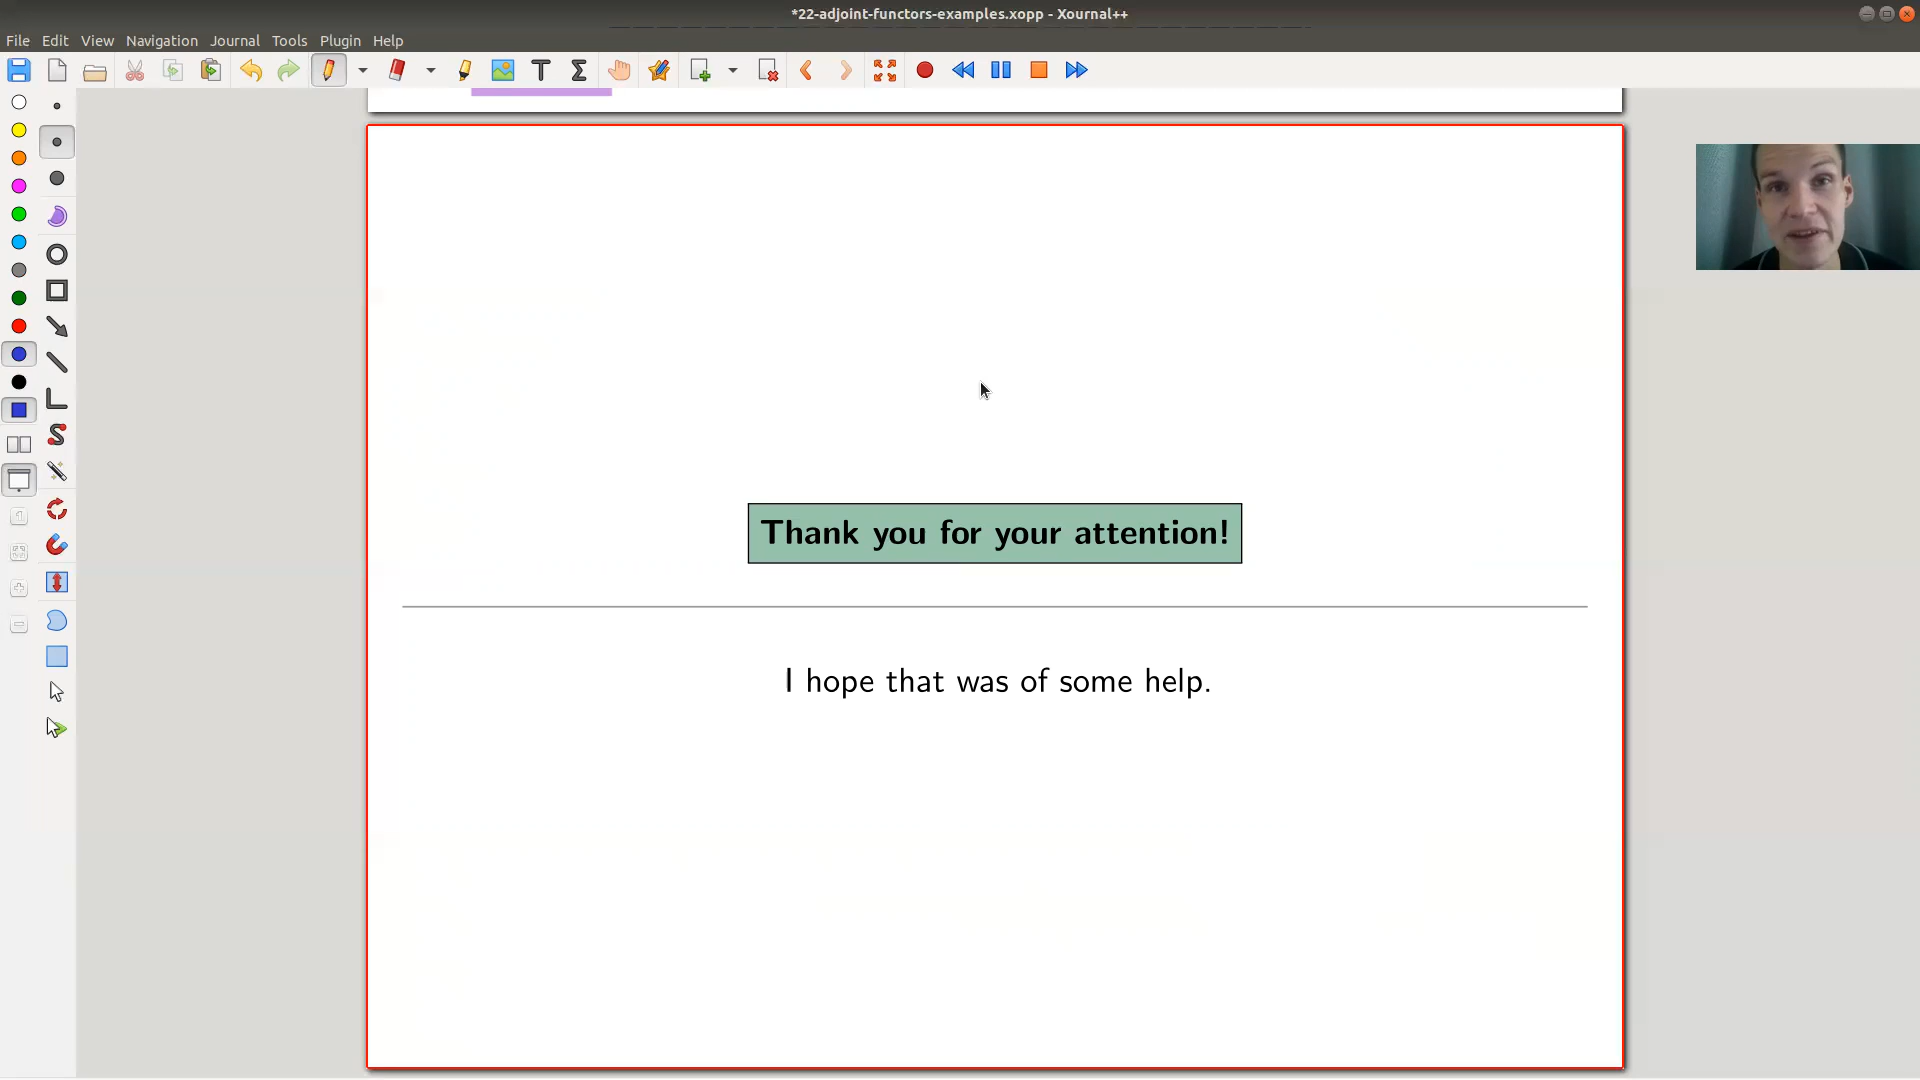 *22-adjoint-functors-examples.xopp - Xournal++
File Edit View Navigation Journal Tools Plugin Help
Thank you for your attention!
I hope that was of some help.